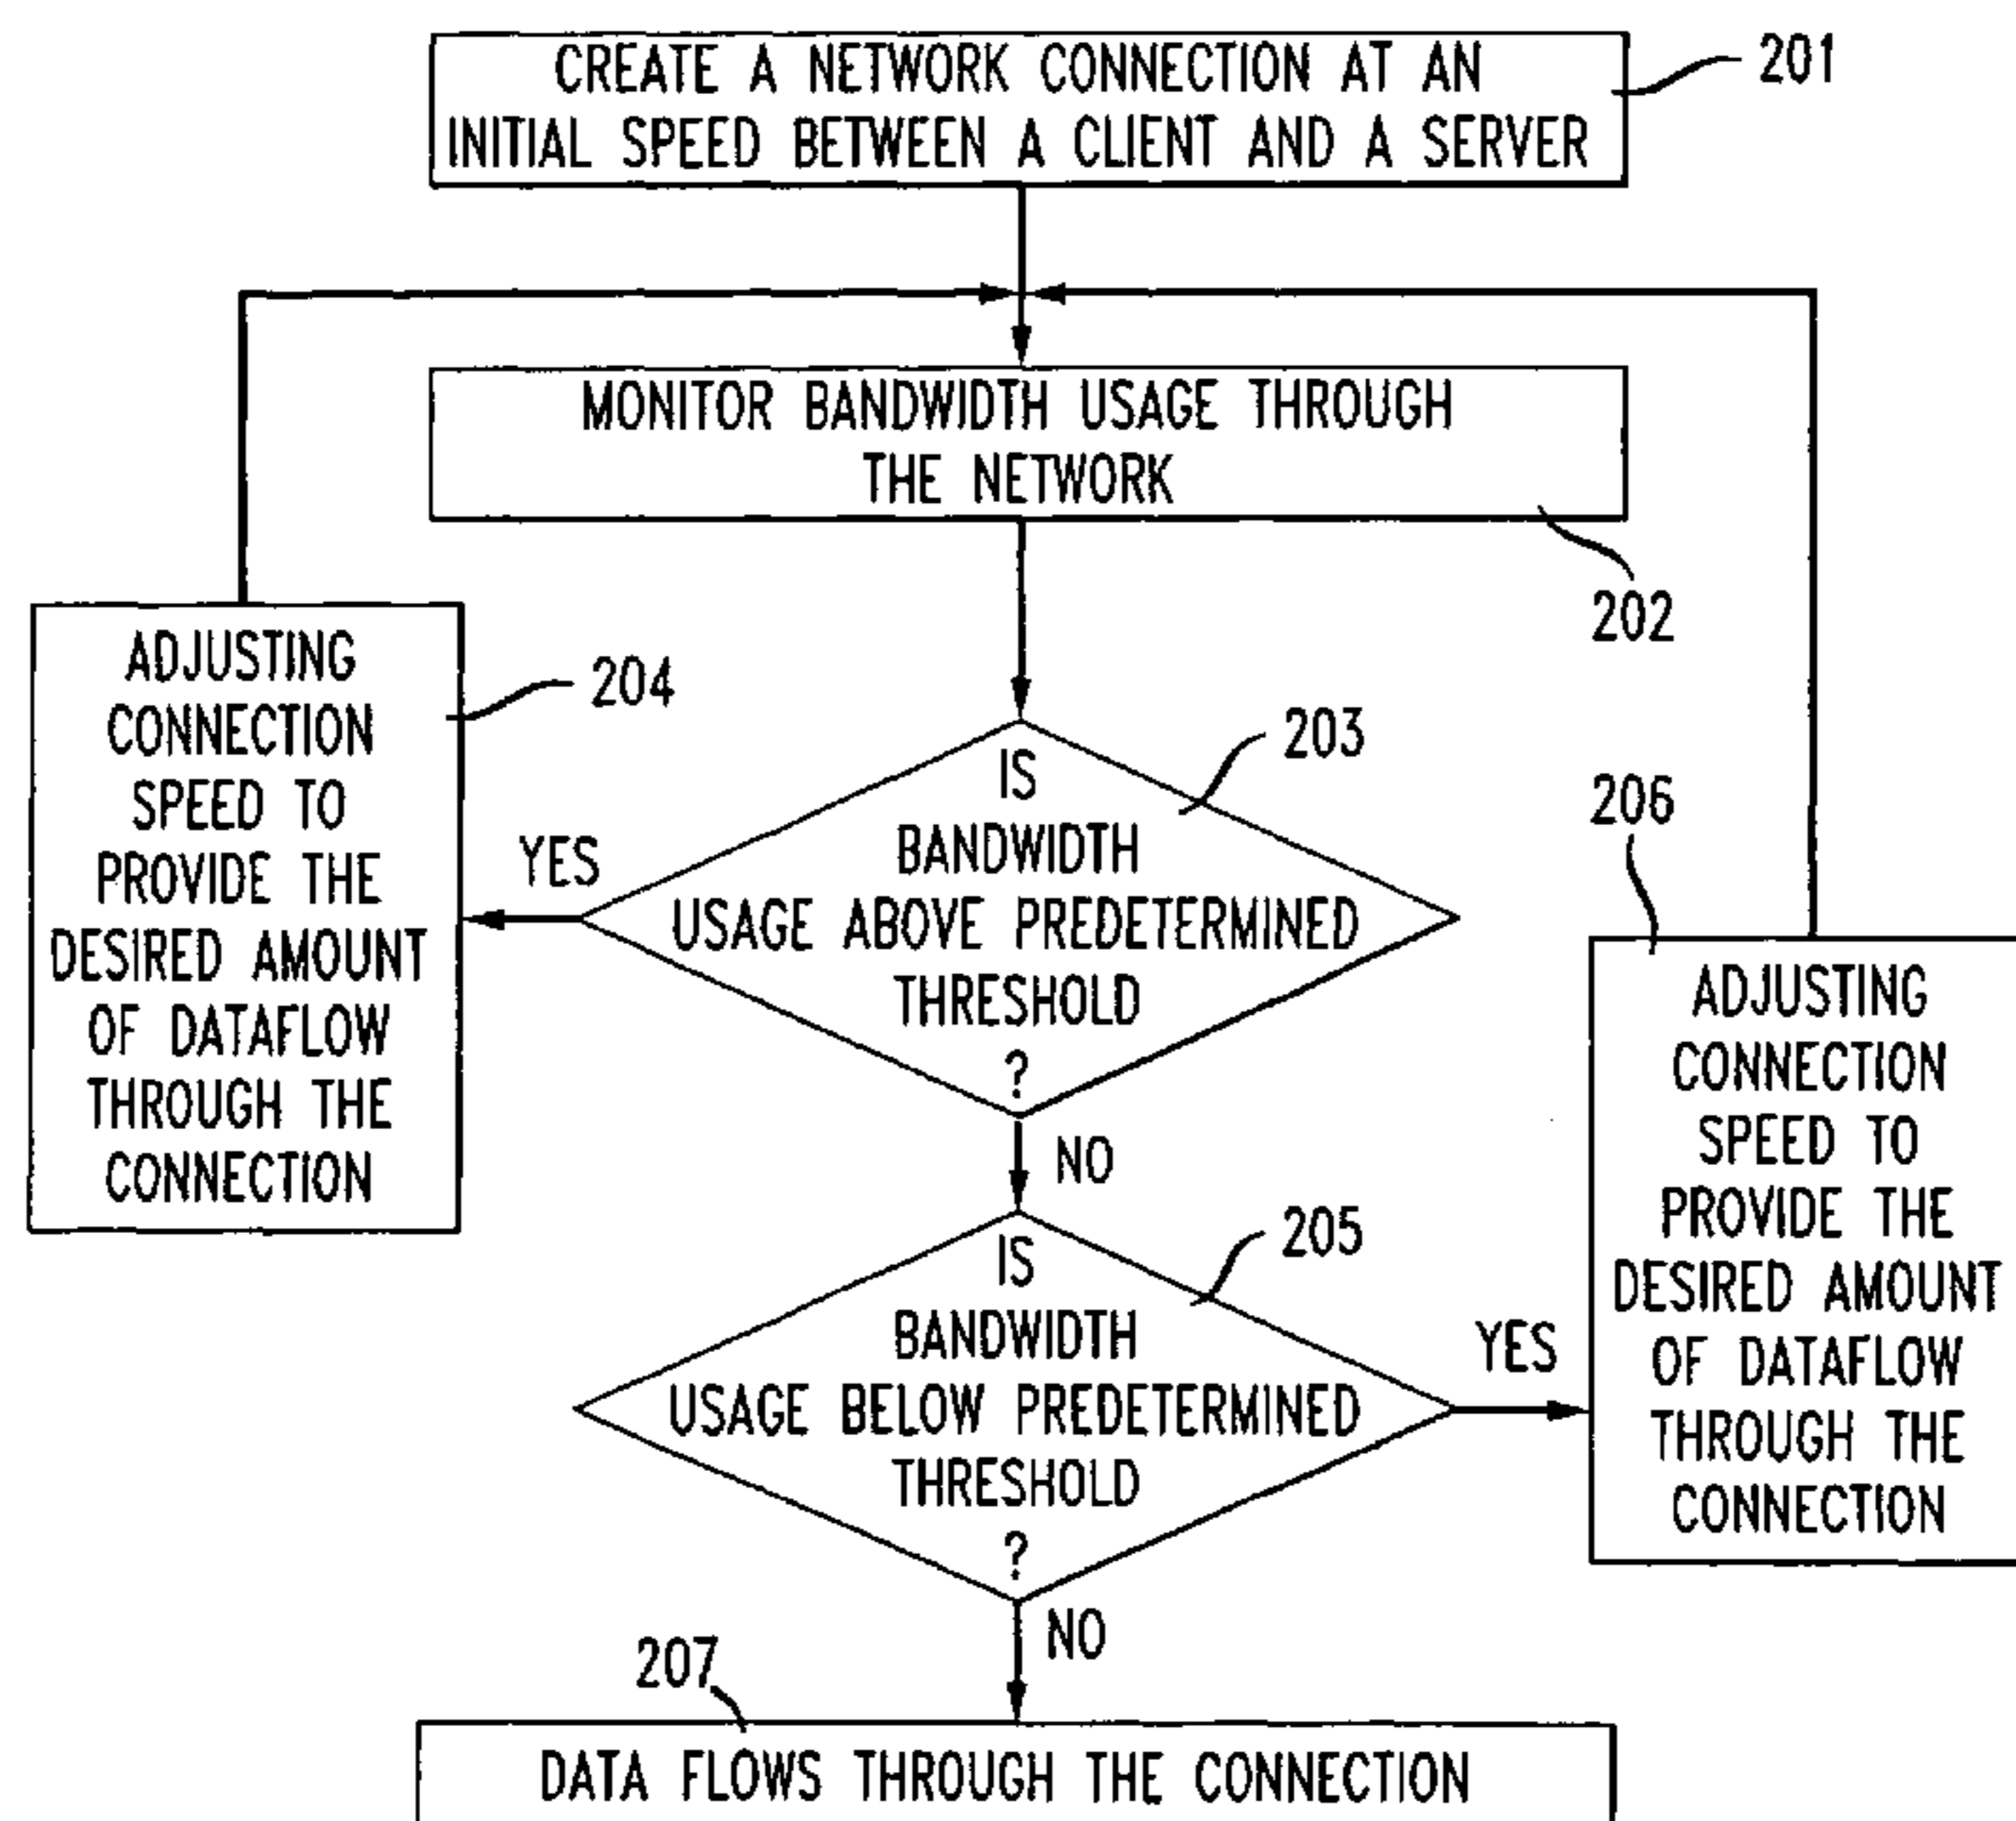 CREATE A NETWORK CONNECTION AT AN
INITIAL SPEED BETWEEN A CLIENT AND A SERVER
201
MONITOR BANDWIDTH USAGE THROUGH
THE NETWORK
202
ADJUSTING
CONNECTION
SPEED TO
PROVIDE THE
DESIRED AMOUNT
OF DATAFLOW
THROUGH THE
CONNECTION
204
YES
IS
BANDWIDTH
USAGE ABOVE PREDETERMINED
THRESHOLD
?
203
NO
IS
BANDWIDTH
USAGE BELOW PREDETERMINED
THRESHOLD
?
205
YES
206
ADJUSTING
CONNECTION
SPEED TO
PROVIDE THE
DESIRED AMOUNT
OF DATAFLOW
THROUGH THE
CONNECTION
NO
207
DATA FLOWS THROUGH THE CONNECTION